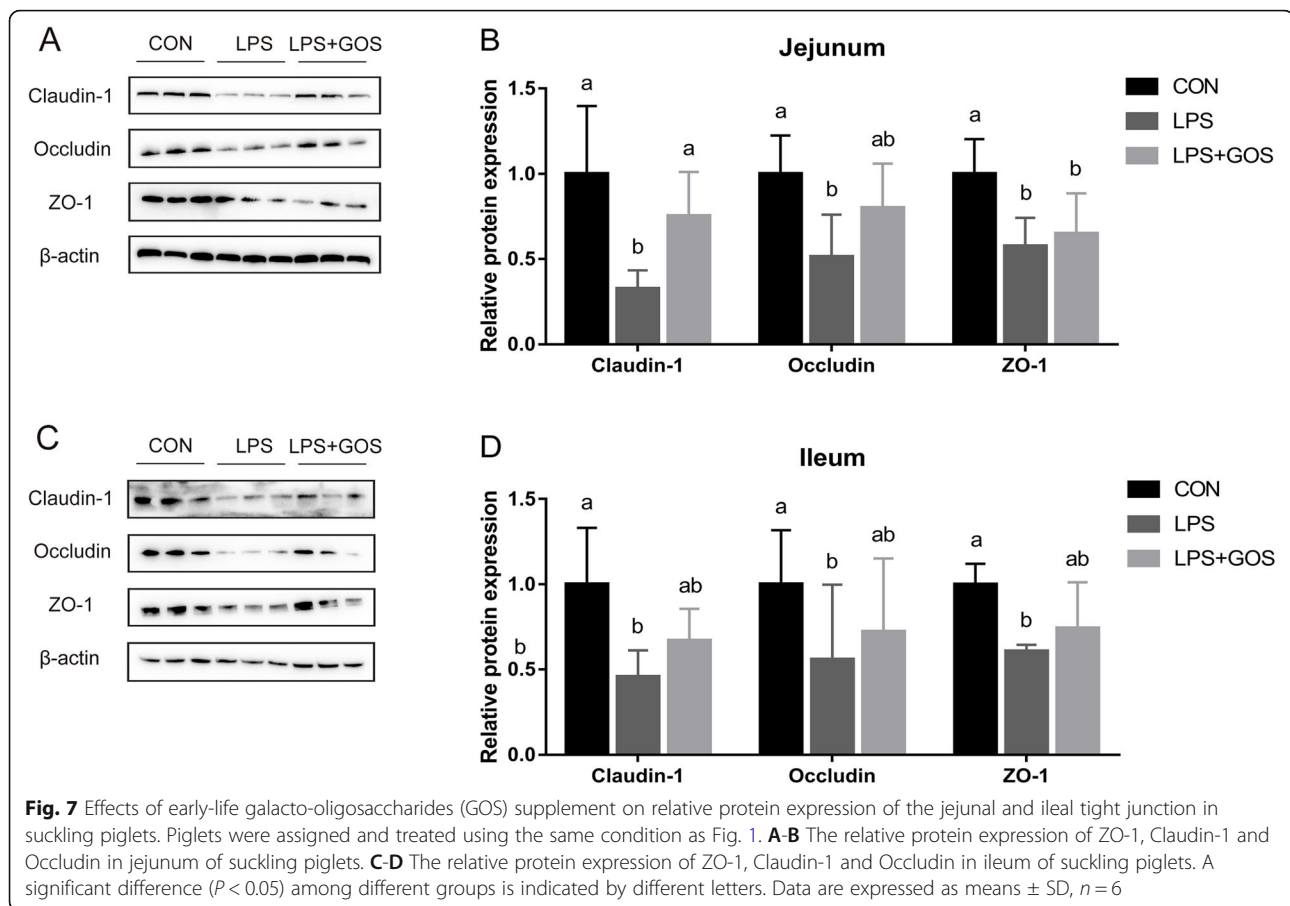 A
CON LPS LPS+GOS
Claudin-1
Occludin
ZO-1
β-actin
B
Jejunum
Relative protein expression
1.5
1.0
0.5
0.0
a
b
a
a
b
ab
a
b
b
Claudin-1 Occludin ZO-1
CON
LPS
LPS+GOS
C
CON LPS LPS+GOS
Claudin-1
Occludin
ZO-1
β-actin
D
Ileum
Relative protein expression
1.5
1.0
b
0.5
0.0
a
b
ab
a
b
ab
a
b
ab
Claudin-1 Occludin ZO-1
CON
LPS
LPS+GOS
Fig. 7 Effects of early-life galacto-oligosaccharides (GOS) supplement on relative protein expression of the jejunal and ileal tight junction in
suckling piglets. Piglets were assigned and treated using the same condition as Fig. 1. A-B The relative protein expression of ZO-1, Claudin-1 and
Occludin in jejunum of suckling piglets. C-D The relative protein expression of ZO-1, Claudin-1 and Occludin in ileum of suckling piglets. A
significant difference (P < 0.05) among different groups is indicated by different letters. Data are expressed as means ± SD, n = 6